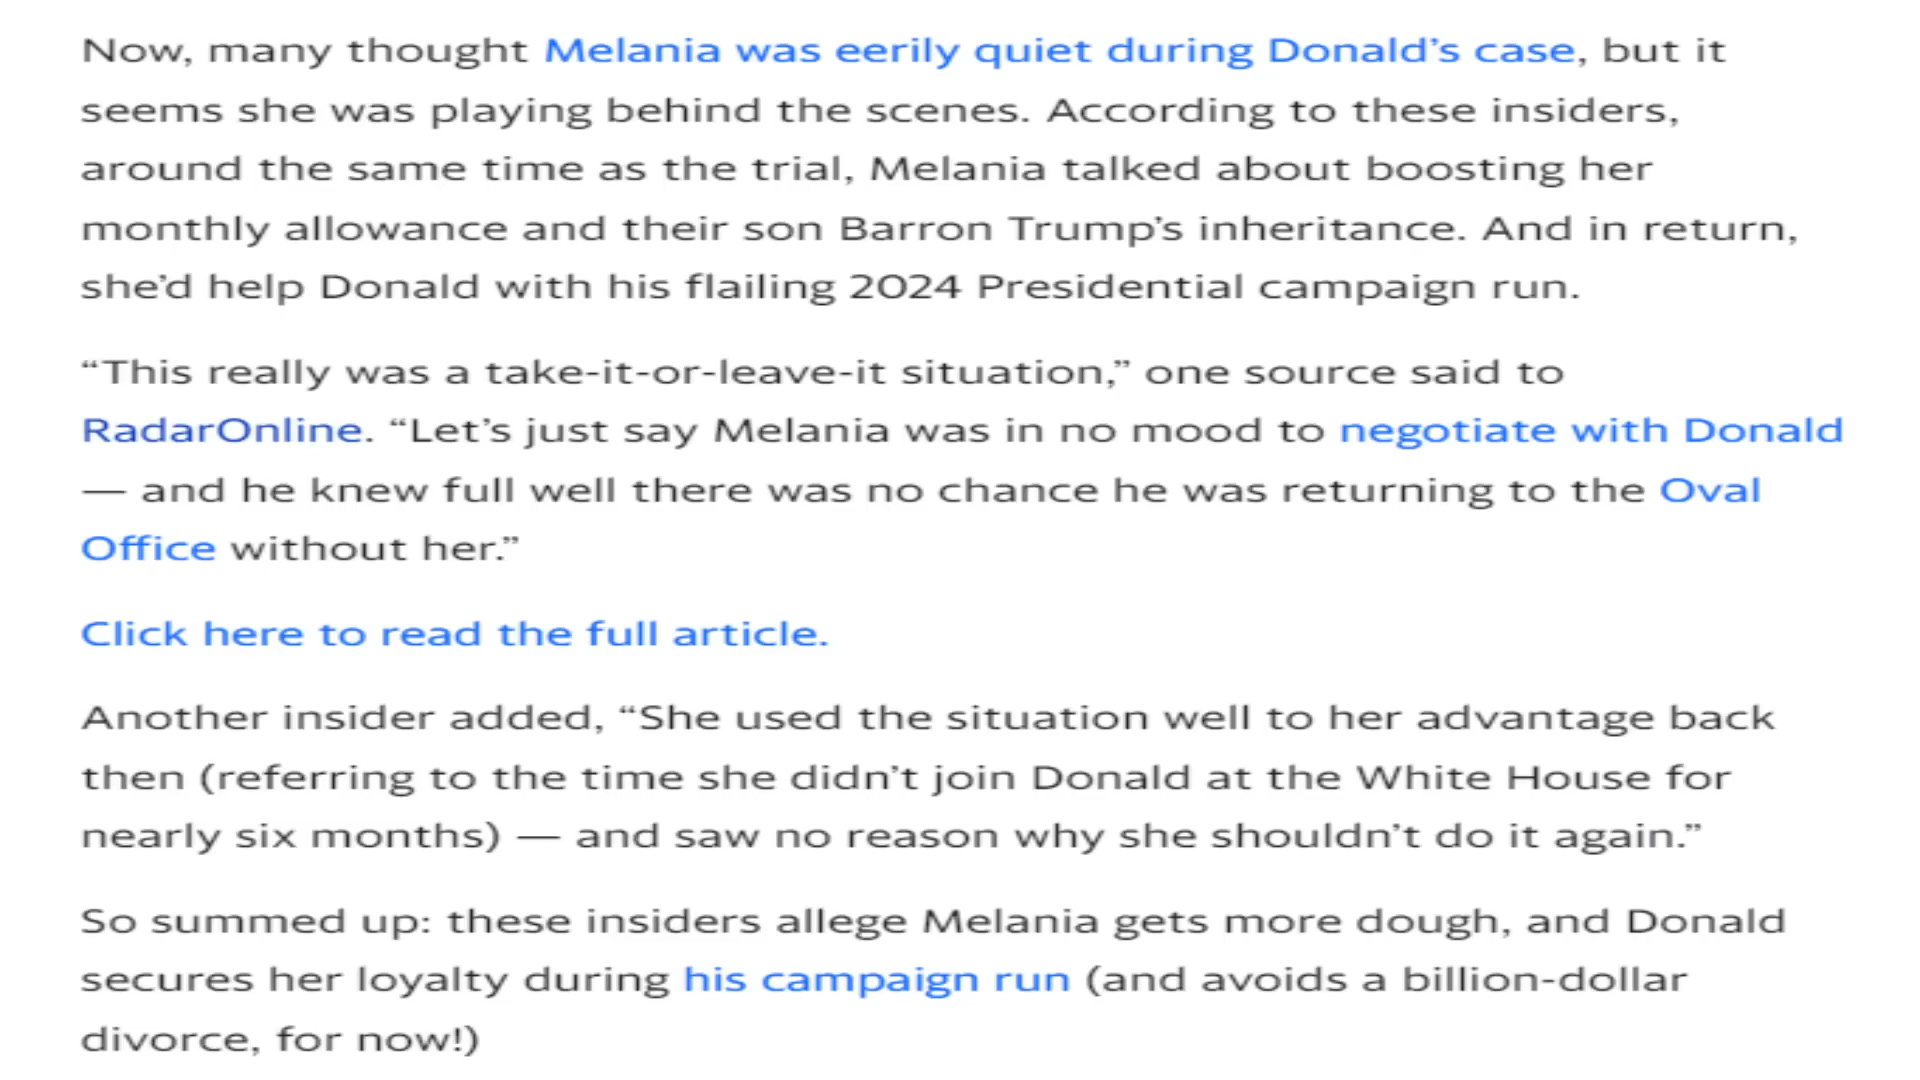 Now, many thought Melania was eerily quiet during Donald’s case, but it
seems she was playing behind the scenes. According to these insiders,
around the same time as the trial, Melania talked about boosting her
monthly allowance and their son Barron Trump’s inheritance. And in return,
she’d help Donald with his flailing 2024 Presidential campaign run.
“This really was a take-it-or-leave-it situation,” one source said to
RadarOnline. “Let’s just say Melania was in no mood to negotiate with Donald
— and he knew full well there was no chance he was returning to the Oval
Office without her.”
Click here to read the full article.
Another insider added, “She used the situation well to her advantage back
then (referring to the time she didn’t join Donald at the White House for
nearly six months) — and saw no reason why she shouldn’t do it again.”
So summed up: these insiders allege Melania gets more dough, and Donald
secures her loyalty during his campaign run (and avoids a billion-dollar
divorce, for now!)